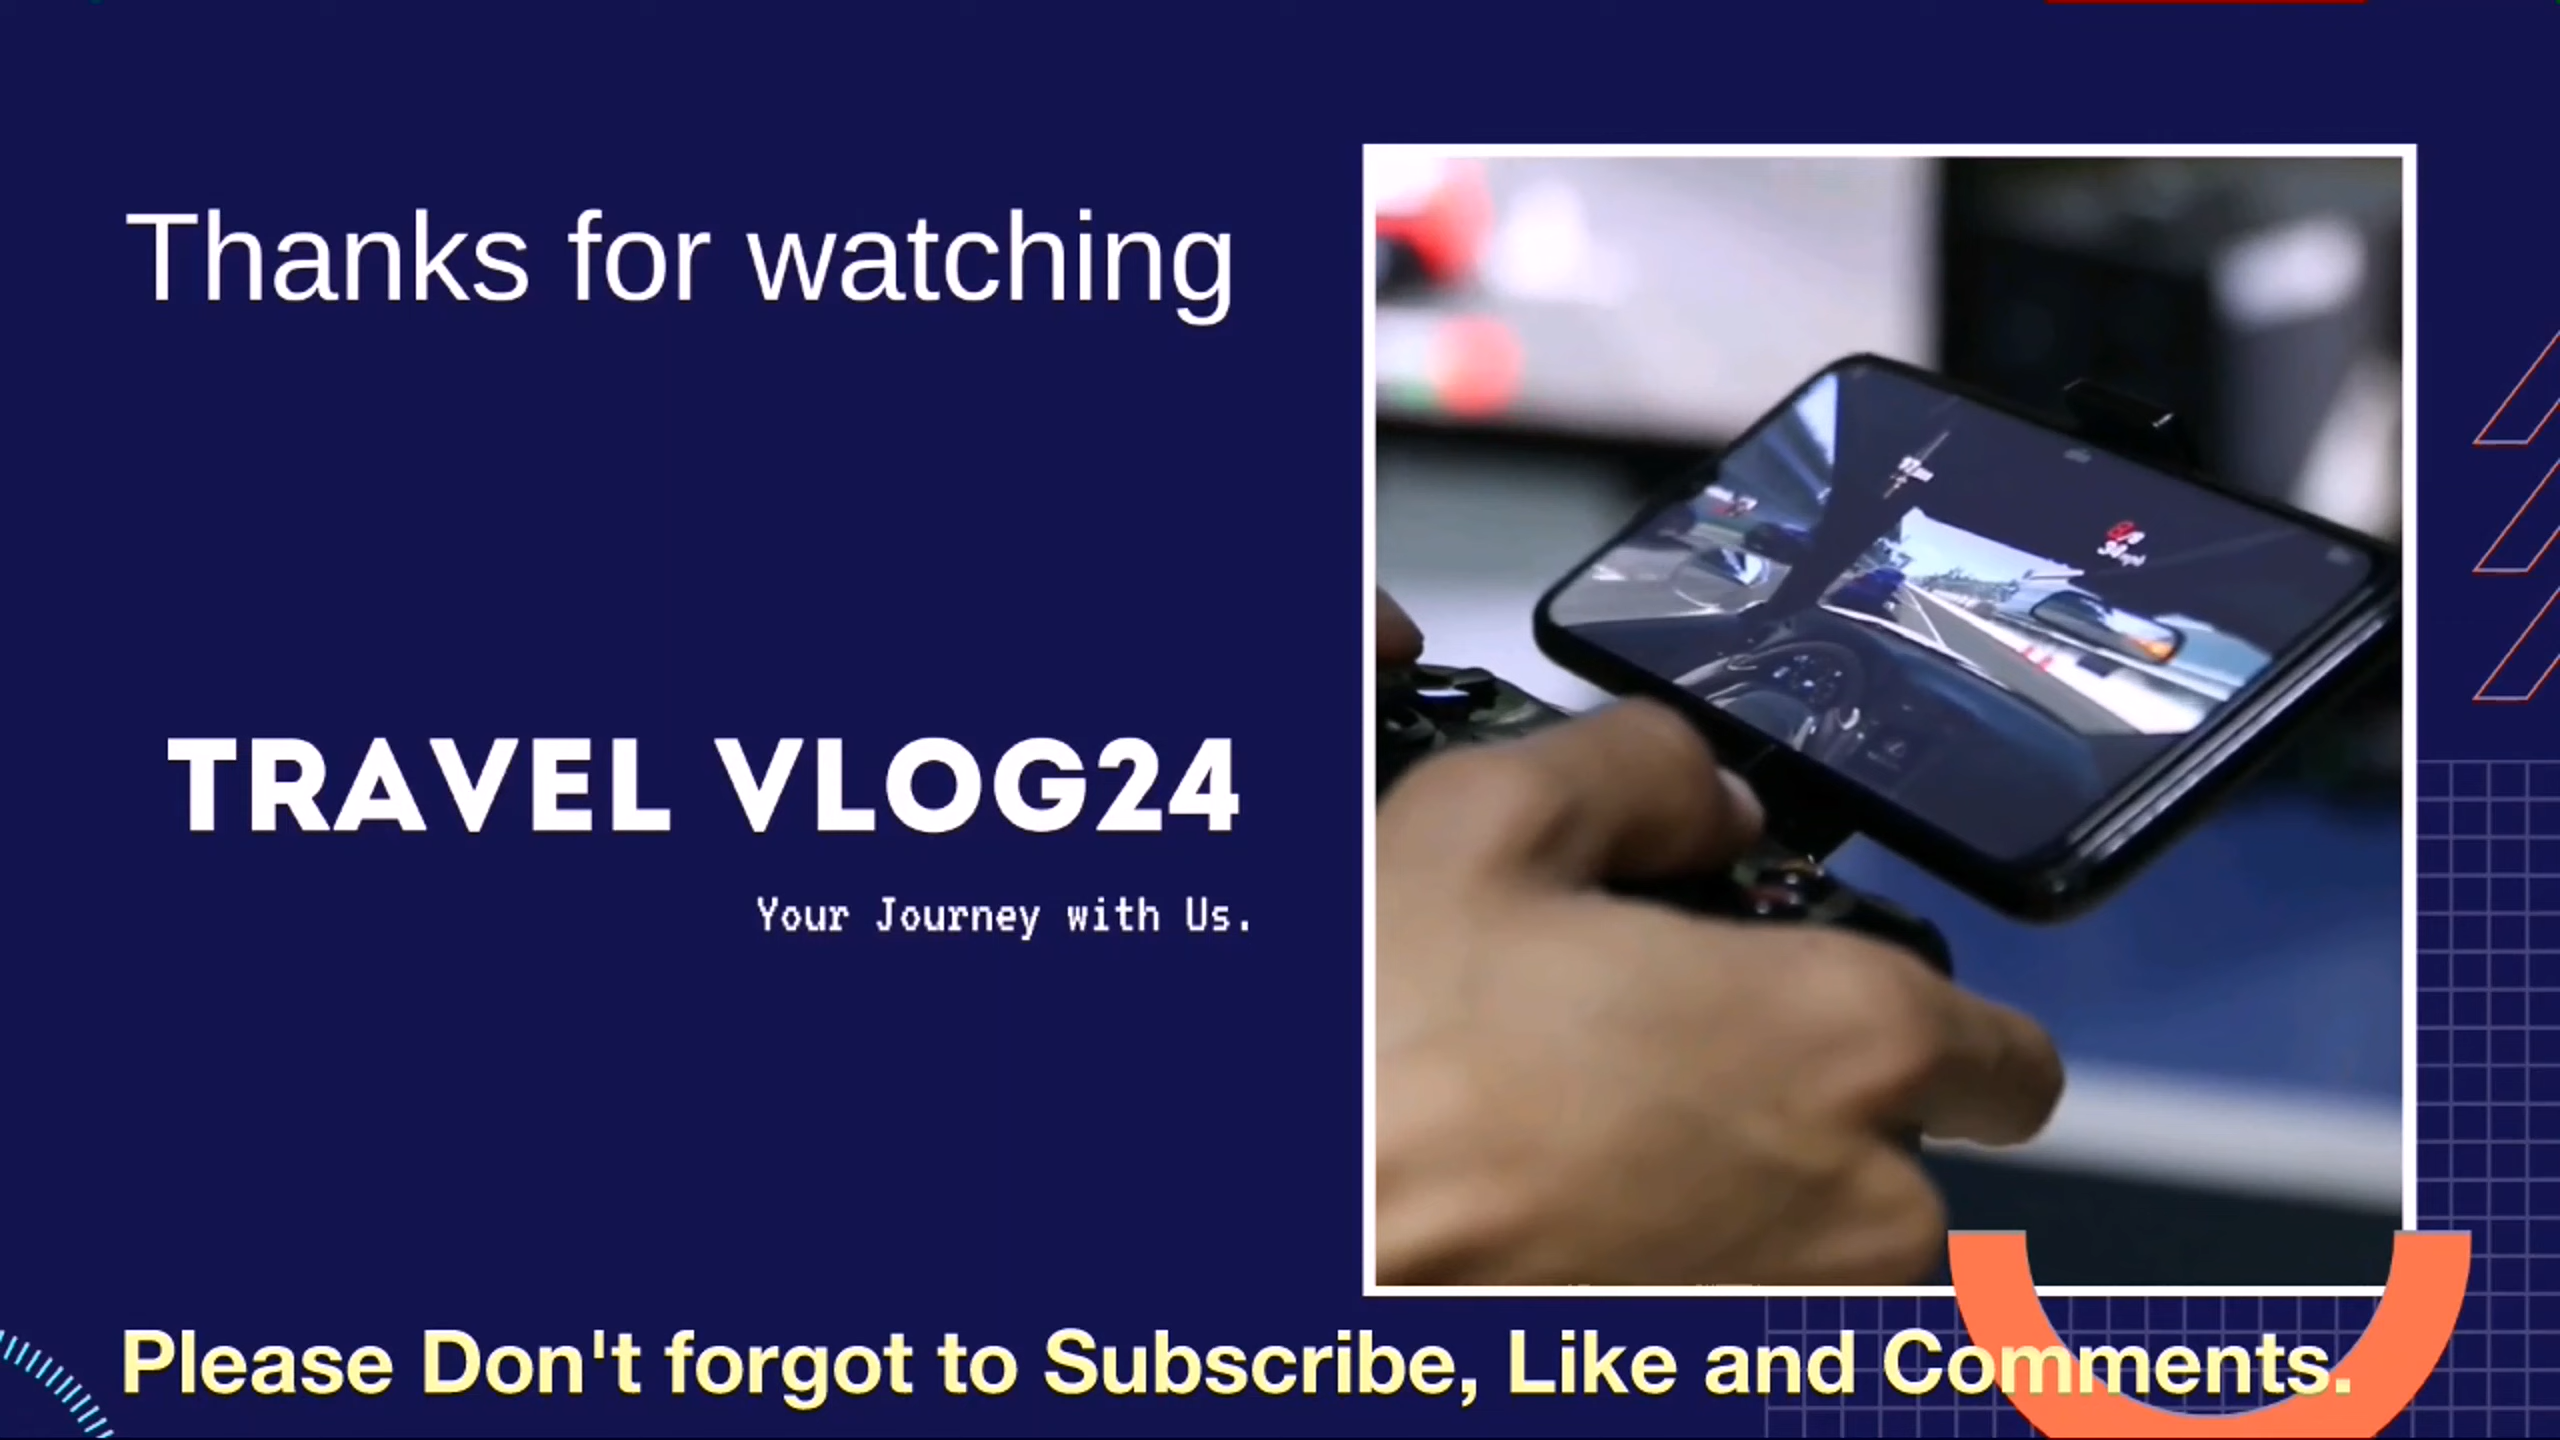 Thanks for watching
TRAVEL VLOG24
Your Journey with Us.
Please Don't forgot to Subscribe, Like and Comments.